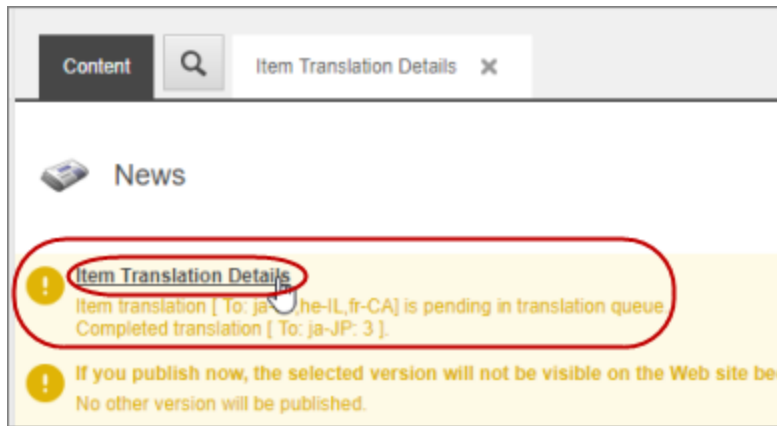 Content
Item Translation Details
News
Item Translation Details
Item translation [ To: ,he-IL,fr-CA] is pending in translation queue.
Completed translation [ To: ja-JP: 3 ].
If you publish now, the selected version will not be visible on the Web site be
No other version will be published.